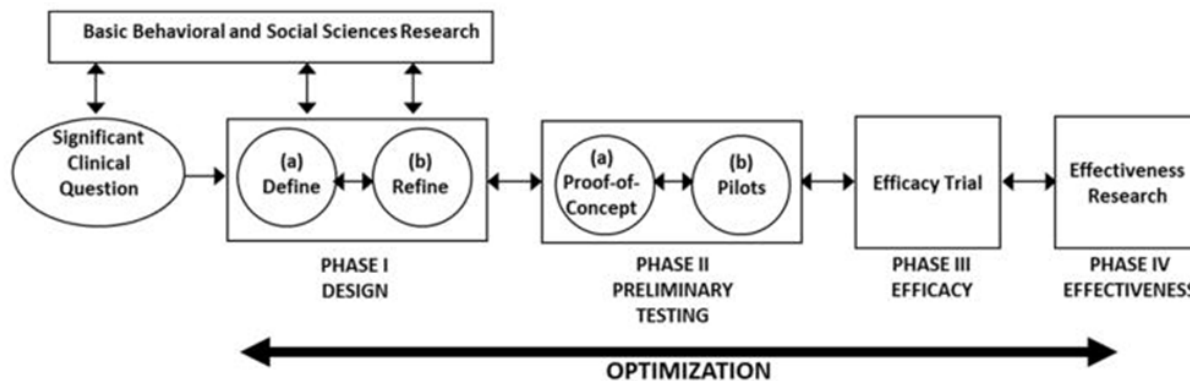 Basic Behavioral and Social Sciences Research
Significant
Clinical
Question
(a)
Define
(b)
Refine
(a)
Proof-of-
Concept
(b)
Pilots
Efficacy Trial
Effectiveness
Research
PHASE I
DESIGN
PHASE II
PRELIMINARY
TESTING
PHASE III
EFFICACY
PHASE IV
EFFECTIVENESS
OPTIMIZATION